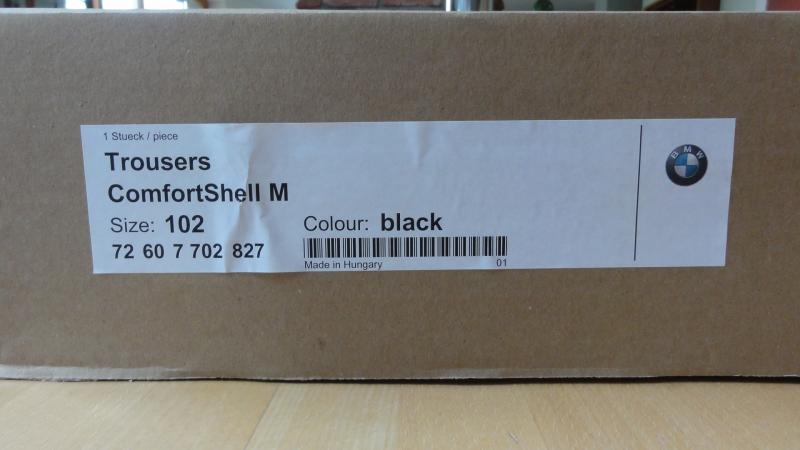 1 Stueck / piece
Trousers
ComfortShell M
Size: 102 Colour: black
72 60 7 702 827
Made in Hungary 01
BMW